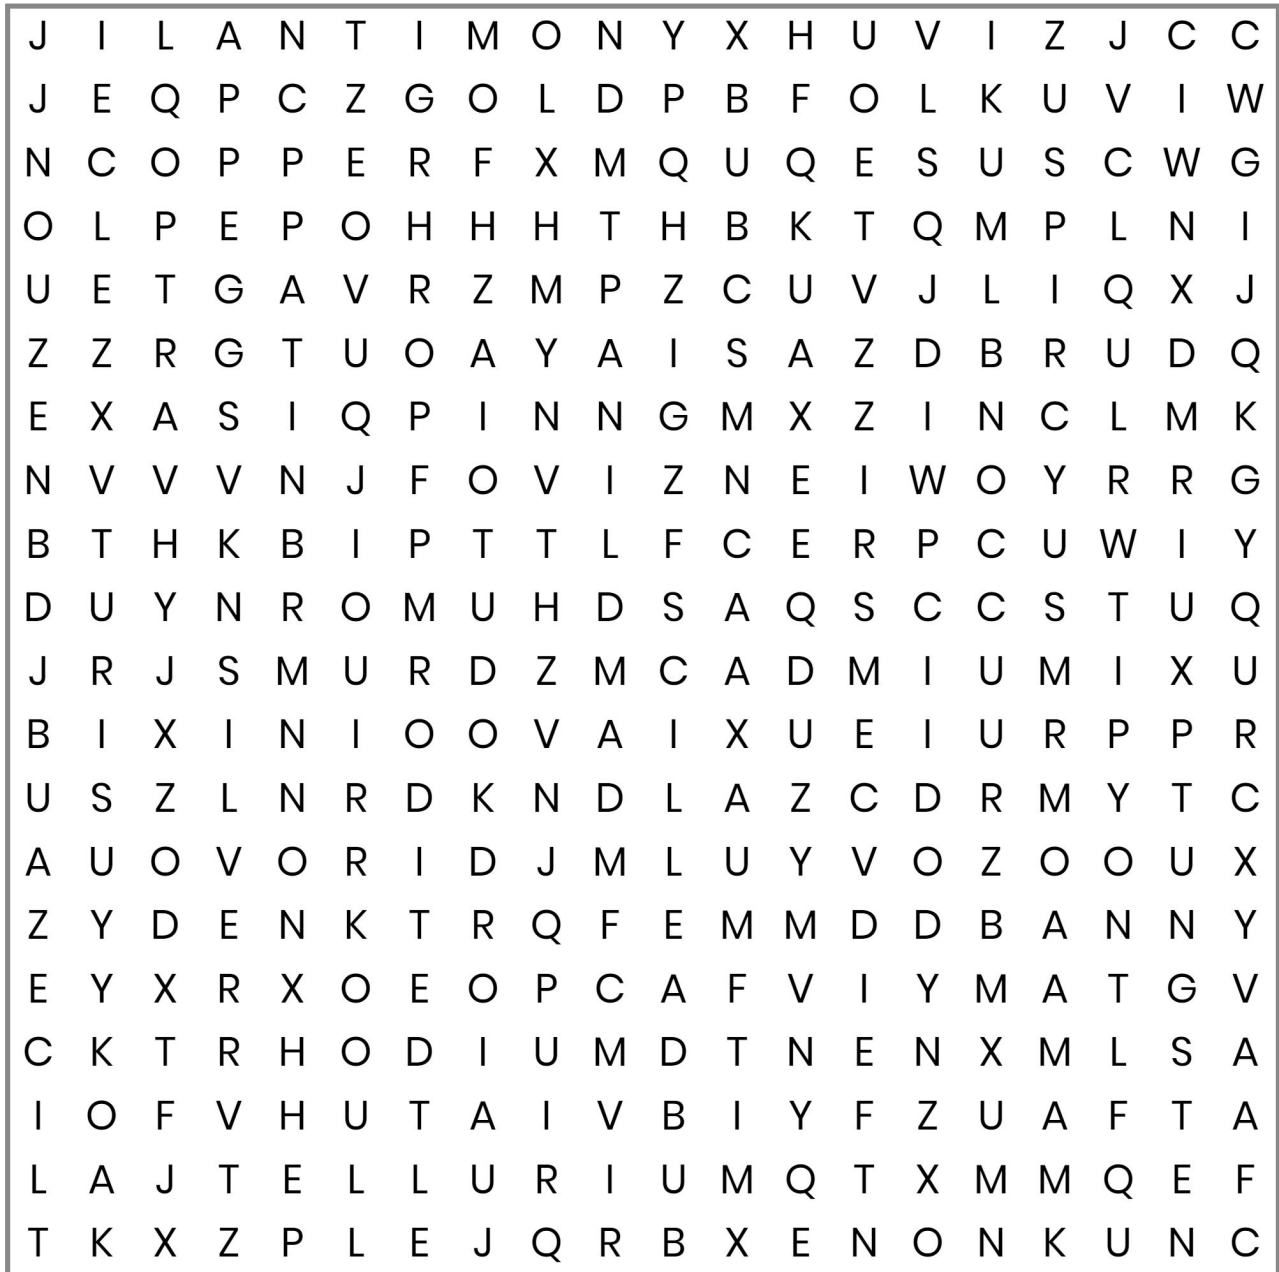 J I L A N T I M O N Y X H U V I Z J C C
J E Q P C Z G O L D P B F O L K U V I W
N C O P P E R F X M Q U Q E S U S C W G
O L P E P O H H H T H B K T Q M P L N I
U E T G A V R Z M P Z C U V J L I Q X J
Z Z R G T U O A Y A I S A Z D B R U D Q
E X A S I Q P I N N G M X Z I N C L M K
N V V V N J F O V I Z N E I W O Y R R G
B T H K B I P T T L F C E R P C U W I Y
D U Y N R O M U H D S A Q S C C S T U Q
J R J S M U R D Z M C A D M I U M I X U
B I X I N I O O V A I X U E I U R P P R
U S Z L N R D K N D L A Z C D R M Y T C
A U O V O R I D J M L U Y V O Z O O U X
Z Y D E N K T R Q F E M M D D B A N N Y
E Y X R X O E O P C A F V I Y M A T G V
C K T R H O D I U M D T N E N X M L S A
I O F V H U T A I V B I Y F Z U A F T A
L A J T E L L U R I U M Q T X M M Q E F
T K X Z P L E J Q R B X E N O N K U N C